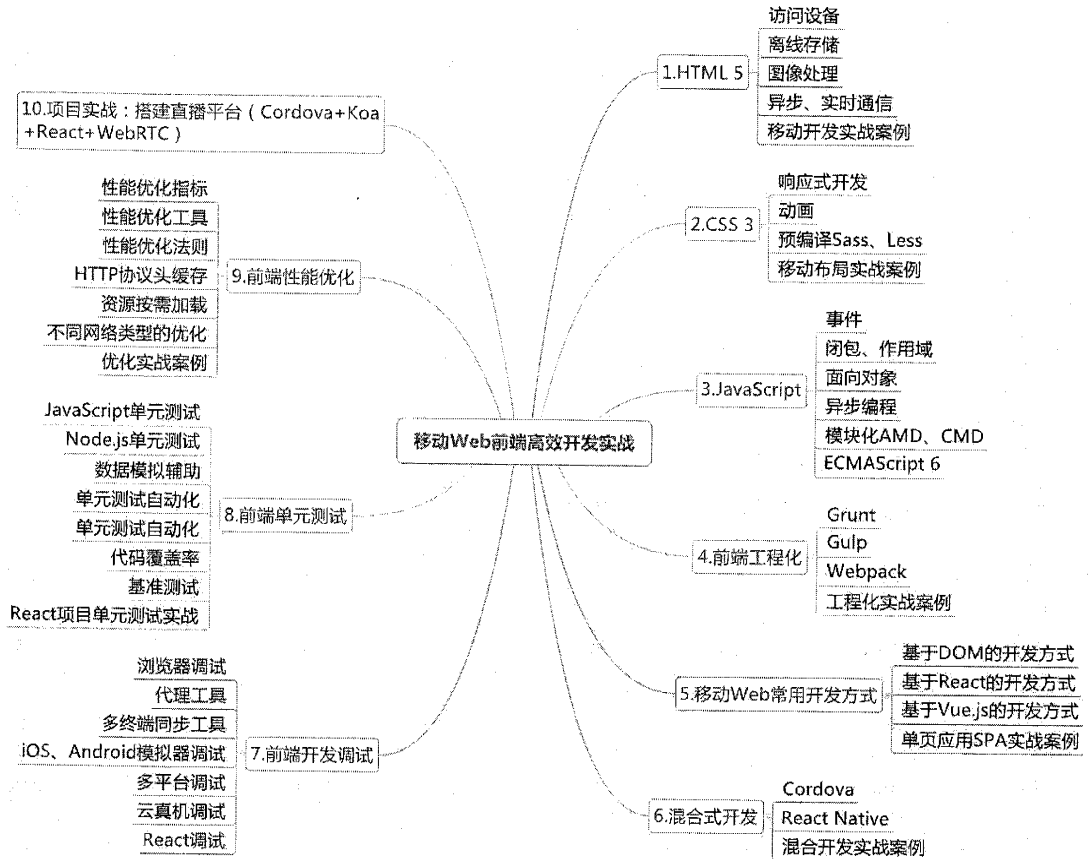 移动Web前端高效开发实战
1.HTML 5
访问设备
离线存储
图像处理
异步、实时通信
移动开发实战案例
2.CSS 3
响应式开发
动画
预编译Sass、Less
移动布局实战案例
3.JavaScript
事件
闭包、作用域
面向对象
异步编程
模块化AMD、CMD
ECMAScript 6
4.前端工程化
Grunt
Gulp
Webpack
工程化实战案例
5.移动Web常用开发方式
基于DOM的开发方式
基于React的开发方式
基于Vue.js的开发方式
单页应用SPA实战案例
6.混合式开发
Cordova
React Native
混合开发实战案例
7.前端开发调试
浏览器调试
代理工具
多终端同步工具
iOS、Android模拟器调试
多平台调试
云真机调试
React调试
8.前端单元测试
JavaScript单元测试
Node.js单元测试
数据模拟辅助
单元测试自动化
单元测试自动化
代码覆盖率
基准测试
React项目单元测试实战
9.前端性能优化
性能优化指标
性能优化工具
性能优化法则
HTTP协议头缓存
资源按需加载
不同网络类型的优化
优化实战案例
10.项目实战：搭建直播平台（Cordova+Koa
+React+WebRTC）